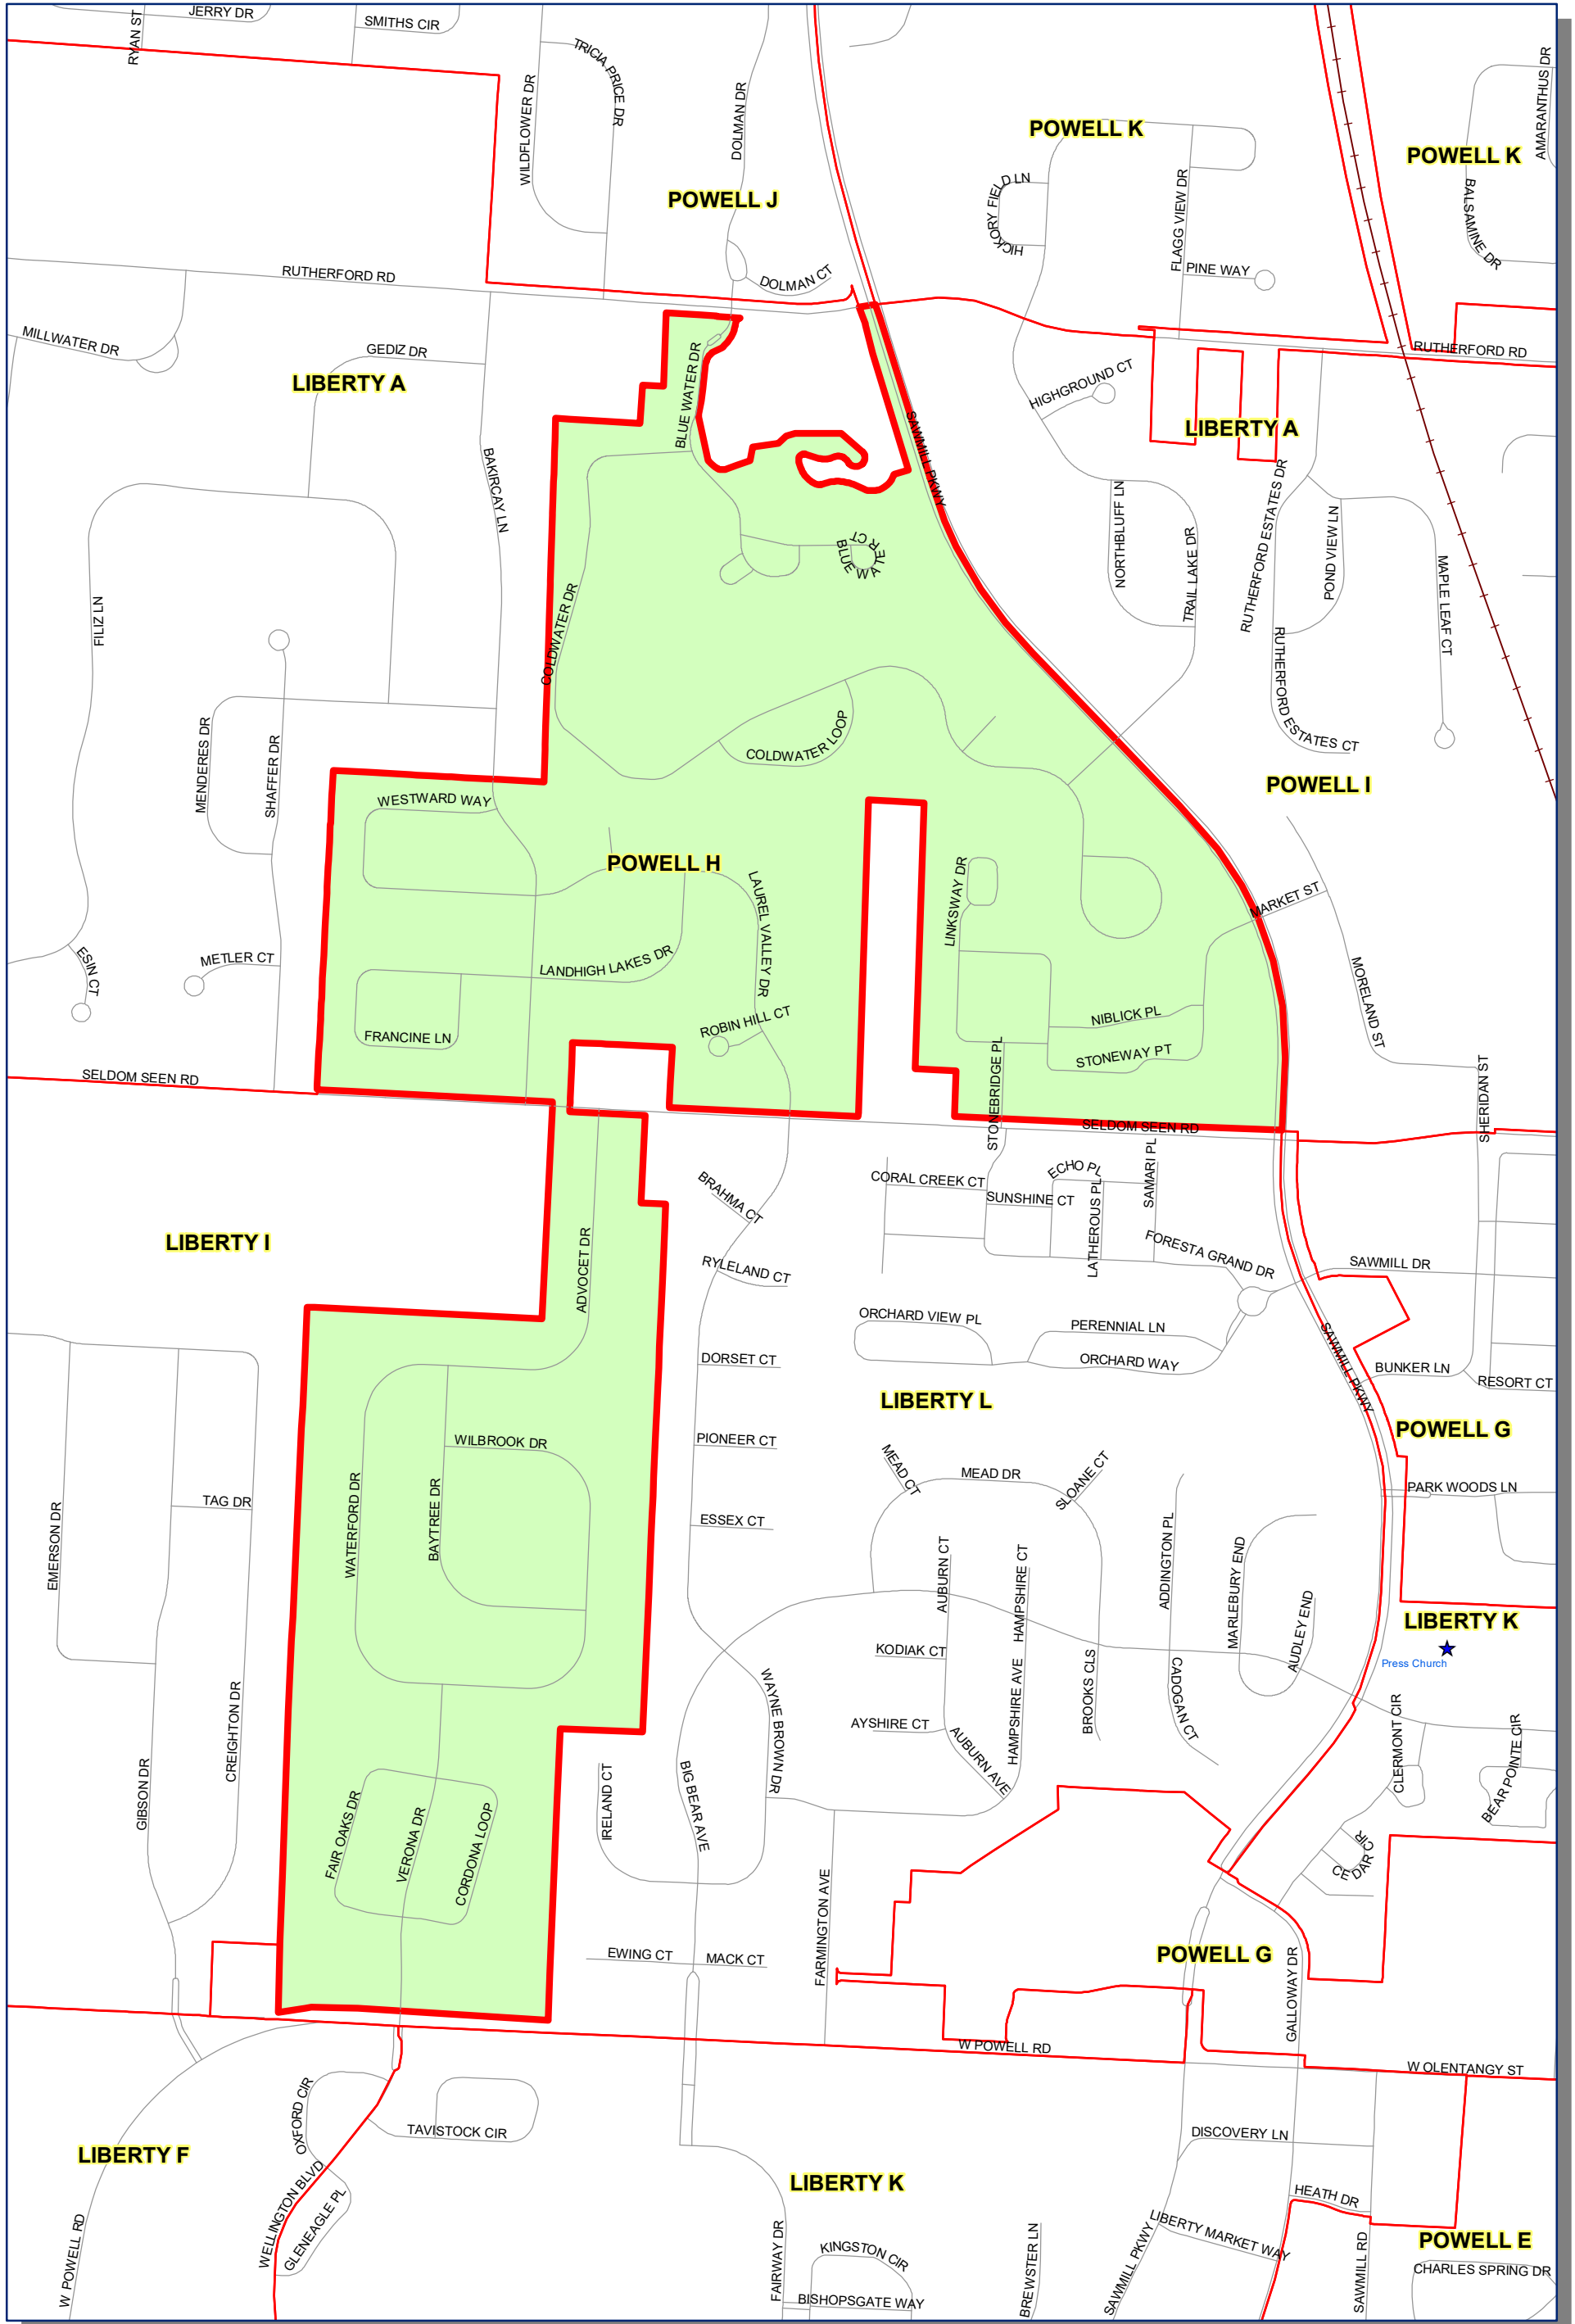 JERRY DR
RYAN ST
SMITHS CIR
TRICIA PRICE DR
WILDFLOWER DR
DOLMAN DR
AMARANTHUS DR
POWELL K
POWELL K
POWELL J
HICKORY FIELD LN
FLAGG VIEW DR
BALSAMINE DR
PINE WAY
DOLMAN CT
RUTHERFORD RD
MILLWATER DR
GEDIZ DR
LIBERTY A
BLUE WATER DR
RUTHERFORD RD
HIGHGROUND CT
SAWMILL PKWY
LIBERTY A
BAKIRCAY LN
NORTHBLUFF LN
TRAIL LAKE DR
RUTHERFORD ESTATES DR
POND VIEW LN
MAPLE LEAF CT
BLUE WATER CT
FILIZ LN
COLDWATER DR
RUTHERFORD ESTATES CT
MENDERES DR
SHAFFER DR
COLDWATER LOOP
POWELL I
WESTWARD WAY
POWELL H
LAUREL VALLEY DR
LINKSWAY DR
MARKET ST
ESIN CT
METLER CT
LANDHIGH LAKES DR
MORELAND ST
FRANCINE LN
ROBIN HILL CT
NIBLICK PL
STONEWAY PT
STONEBRIDGE PL
SHERIDAN ST
SELDOM SEEN RD
SELDOM SEEN RD
BRAHMA CT
CORAL CREEK CT
ECHO PL
SUNSHINE CT
LATHEROUS PL
SAMARI PL
LIBERTY I
ADVOCET DR
RYLELAND CT
FORESTA GRAND DR
SAWMILL DR
ORCHARD VIEW PL
PERENNIAL LN
ORCHARD WAY
SAWMILL PKWY
DORSET CT
BUNKER LN
RESORT CT
LIBERTY L
POWELL G
WILBROOK DR
PIONEER CT
MEAD CT
MEAD DR
SLOANE CT
PARK WOODS LN
EMERSON DR
TAG DR
WATERFORD DR
BAYTREE DR
ESSEX CT
AUBURN CT
HAMPSHIRE CT
ADDINGTON PL
MARLEBURY END
AUDLEY END
LIBERTY K
Press Church
KODIAK CT
WAYNE BROWN DR
HAMPSHIRE AVE
BROOKS CLS
CADOGAN CT
GIBSON DR
CREIGHTON DR
AYSHIRE CT
AUBURN AVE
CLERMONT CIR
BEAR POINTE CIR
IRELAND CT
BIG BEAR AVE
FAIR OAKS DR
VERONA DR
CORDONA LOOP
CEDAR CIR
FARMINGTON AVE
EWING CT
MACK CT
POWELL G
GALLOWAY DR
W POWELL RD
W OLENTANGY ST
OXFORD CIR
TAVISTOCK CIR
DISCOVERY LN
LIBERTY F
LIBERTY K
WELLINGTON BLVD
GLENEAGLE PL
HEATH DR
W POWELL RD
FAIRWAY DR
KINGSTON CIR
BISHOPSGATE WAY
BREWSTER LN
SAWMILL PKWY
LIBERTY MARKET WAY
SAWMILL RD
POWELL E
CHARLES SPRING DR